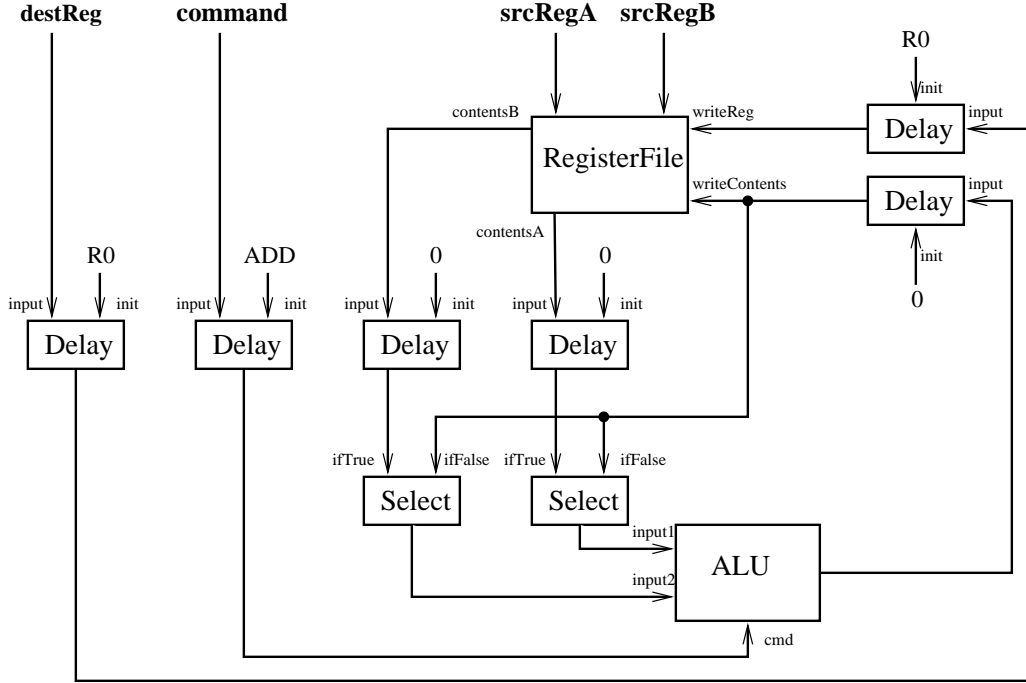 destReg
command
srcRegA
srcRegB
R0
init
contentsB
writeReg
Delay
input
RegisterFile
writeContents
Delay
input
contentsA
init
0
R0
ADD
0
0
input
init
input
init
input
init
input
init
Delay
Delay
Delay
Delay
ifTrue
ifFalse
ifTrue
ifFalse
Select
Select
input1
ALU
input2
cmd